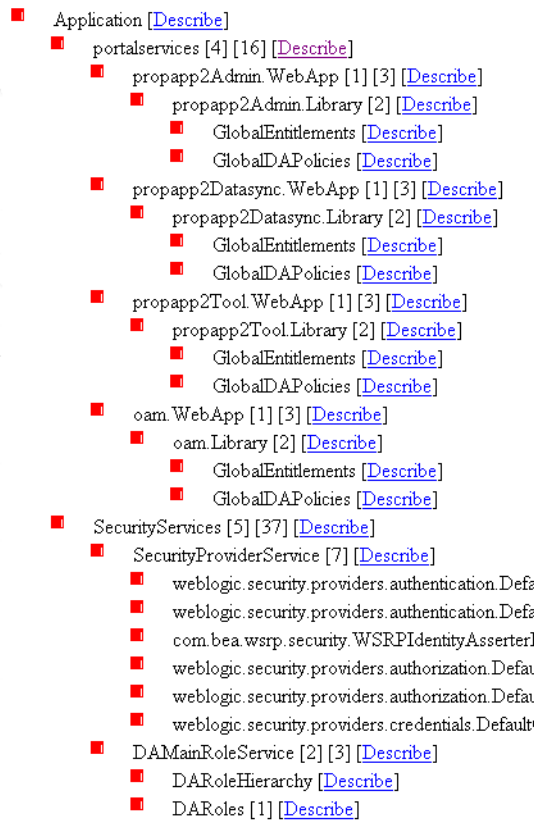 Application [Describe]
portalservices [4] [16] [Describe]
propapp2Admin.WebApp [1] [3] [Describe]
propapp2Admin.Library [2] [Describe]
GlobalEntitlements [Describe]
GlobalDAPolicies [Describe]
propapp2Datasync.WebApp [1] [3] [Describe]
propapp2Datasync.Library [2] [Describe]
GlobalEntitlements [Describe]
GlobalDAPolicies [Describe]
propapp2Tool.WebApp [1] [3] [Describe]
propapp2Tool.Library [2] [Describe]
GlobalEntitlements [Describe]
GlobalDAPolicies [Describe]
oam.WebApp [1] [3] [Describe]
oam.Library [2] [Describe]
GlobalEntitlements [Describe]
GlobalDAPolicies [Describe]
SecurityServices [5] [37] [Describe]
SecurityProviderService [7] [Describe]
weblogic.security.providers.authentication.Defa
weblogic.security.providers.authentication.Defa
com.bea.wsrp.security.WSRPIdentityAsserter
weblogic.security.providers.authorization.Defau
weblogic.security.providers.authorization.Defau
weblogic.security.providers.credentials.Default
DAMainRoleService [2] [3] [Describe]
DARoleHierarchy [Describe]
DARoles [1] [Describe]